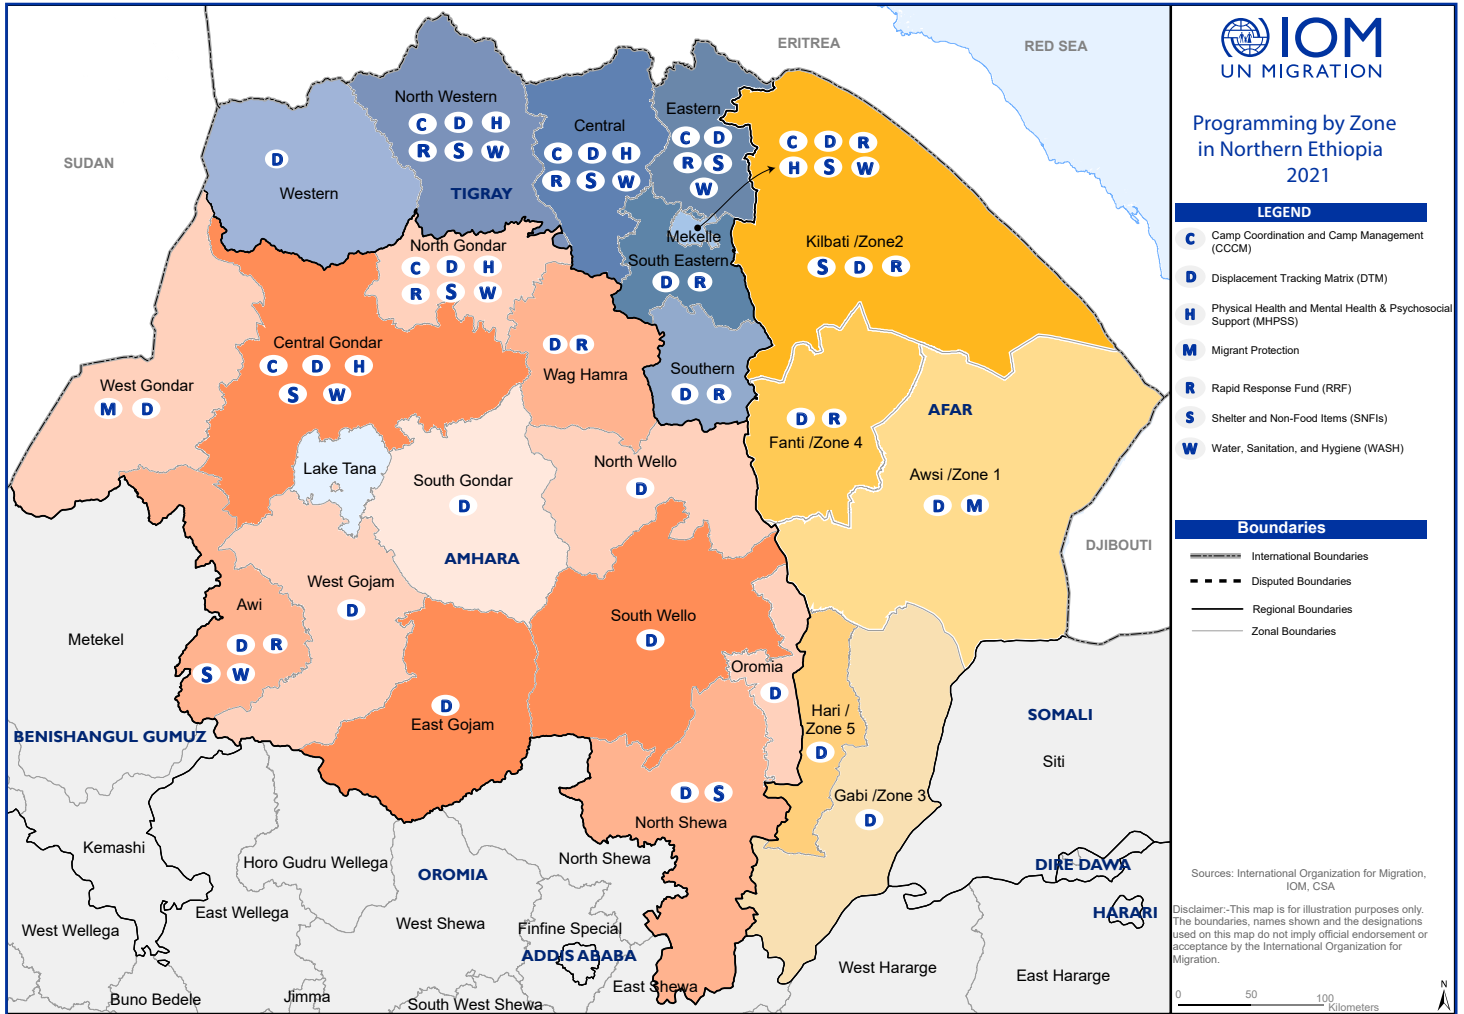 ERITREA
RED SEA
SUDAN
DJIBOUTI
North Western
C D H
R S W
TIGRAY
Central
C D H
R S W
Eastern
C D
R S
W
D
Western
C D R
H S W
Mekelle
Kilbati /Zone2
S D R
South Eastern
D R
North Gondar
C D H
R S W
Central Gondar
C D H
S W
D R
Wag Hamra
Southern
D R
West Gondar
M D
D R
Fanti /Zone 4
AFAR
Awsi /Zone 1
D M
Lake Tana
South Gondar
D
North Wello
D
AMHARA
West Gojam
D
Awi
D R
S W
South Wello
D
Metekel
Oromia
D
D
East Gojam
Hari /
Zone 5
D
BENISHANGUL GUMUZ
SOMALI
Siti
D S
North Shewa
Gabi /Zone 3
D
Kemashi
Horo Gudru Wellega
North Shewa
OROMIA
DIRE DAWA
HARARI
East Wellega
West Shewa
West Wellega
Finfine Special
ADDIS ABABA
West Hararge
East Hararge
East Shewa
Buno Bedele
Jimma
South West Shewa
IOM
UN MIGRATION
Programming by Zone
in Northern Ethiopia
2021
LEGEND
C Camp Coordination and Camp Management
(CCCM)
D Displacement Tracking Matrix (DTM)
H Physical Health and Mental Health & Psychosocial
Support (MHPSS)
M Migrant Protection
R Rapid Response Fund (RRF)
S Shelter and Non-Food Items (SNFIs)
W Water, Sanitation, and Hygiene (WASH)
Boundaries
International Boundaries
Disputed Boundaries
Regional Boundaries
Zonal Boundaries
Sources: International Organization for Migration,
IOM, CSA
Disclaimer:-This map is for illustration purposes only.
The boundaries, names shown and the designations
used on this map do not imply official endorsement or
acceptance by the International Organization for
Migration.
N
0 50 100
Kilometers